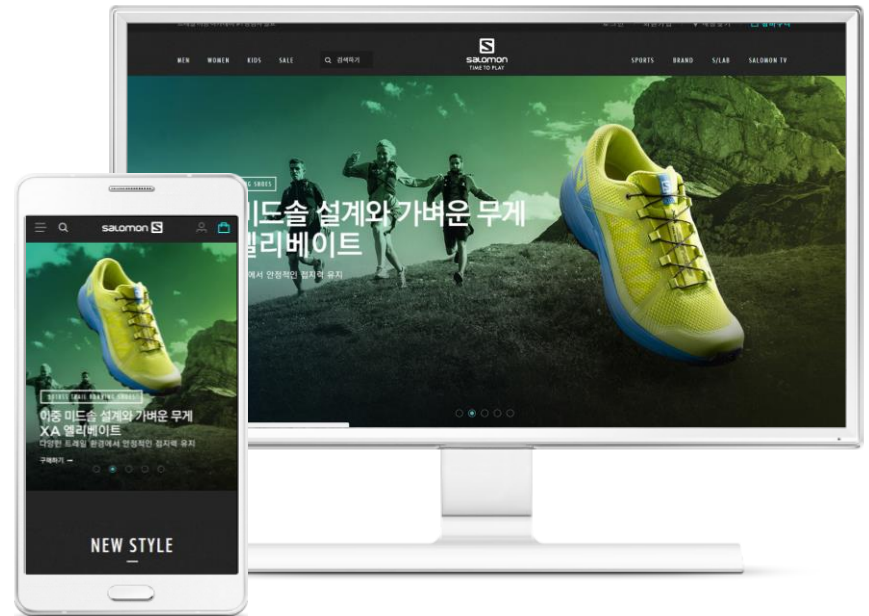 MEN WOMEN KIDS SALE 검색하기
S
salomon
TIME TO PLAY
SPORTS BRAND S/LAB SALOMON TV
SHOES
미드솔 설계와 가벼운 무게
엘리베이트
에서 안정적인 접지력 유지
salomon S
이중 미드솔 설계와 가벼운 무게
XA 엘리베이트
다양한 트레일 환경에서 안정적인 접지력 유지
구매하기
NEW STYLE